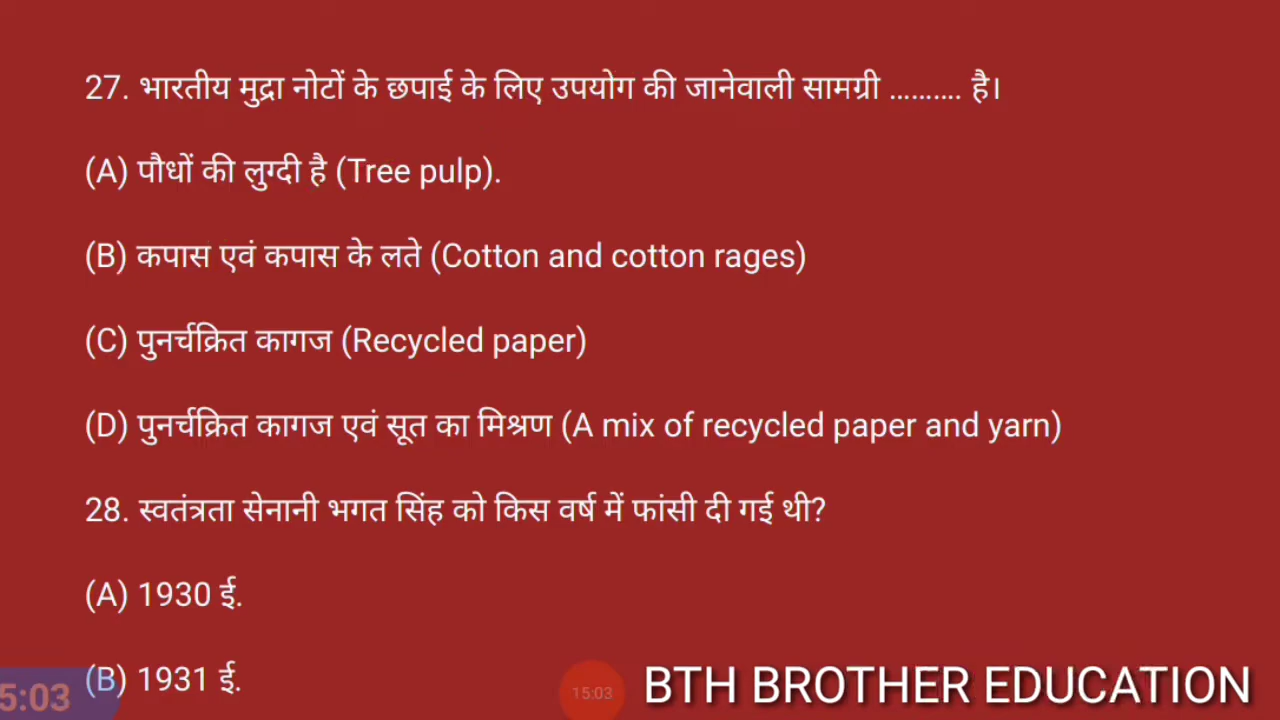 27. भारतीय मुद्रा नोटों के छपाई के लिए उपयोग की जानेवाली सामग्री .......... है।
(A) पौधों की लुग्दी है (Tree pulp).
(B) कपास एवं कपास के लते (Cotton and cotton rages)
(C) पुनर्चक्रित कागज (Recycled paper)
(D) पुनर्चक्रित कागज एवं सूत का मिश्रण (A mix of recycled paper and yarn)
28. स्वतंत्रता सेनानी भगत सिंह को किस वर्ष में फांसी दी गई थी?
(A) 1930 ई.
(B) 1931 ई.
5:03
15:03
BTH BROTHER EDUCATION